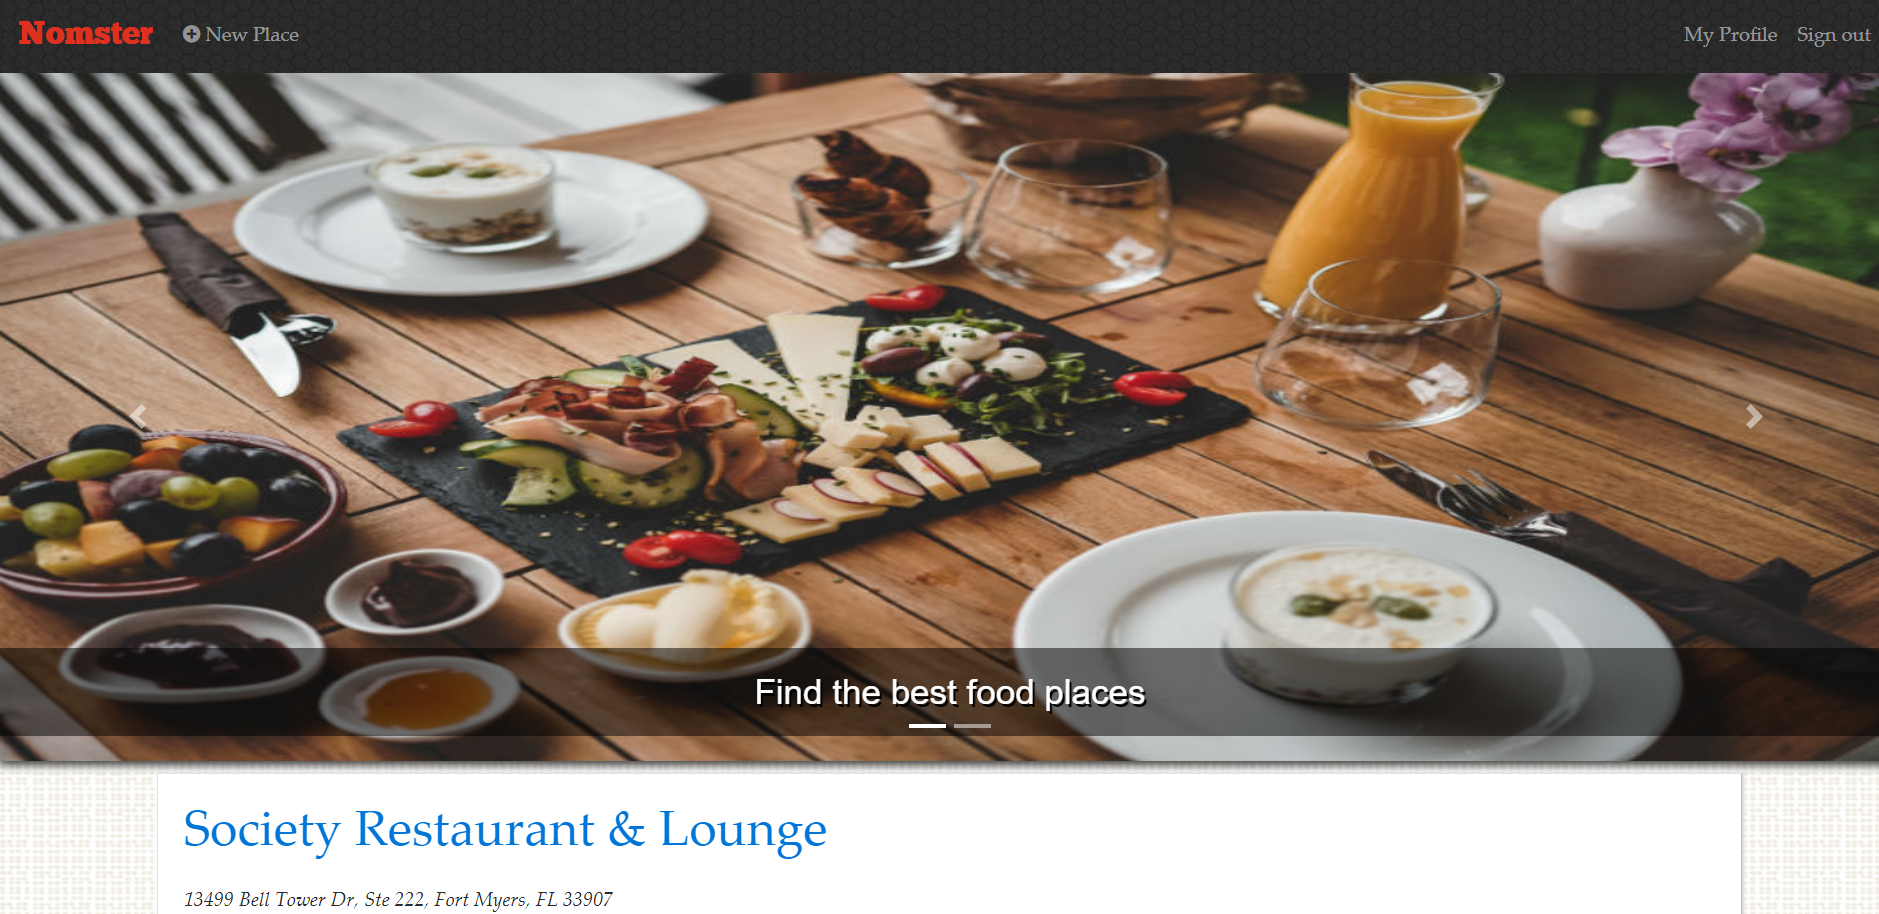 Nomster
New Place
My Profile
Sign out
Find the best food places
Society Restaurant & Lounge
13499 Bell Tower Dr, Ste 222, Fort Myers, FL 33907